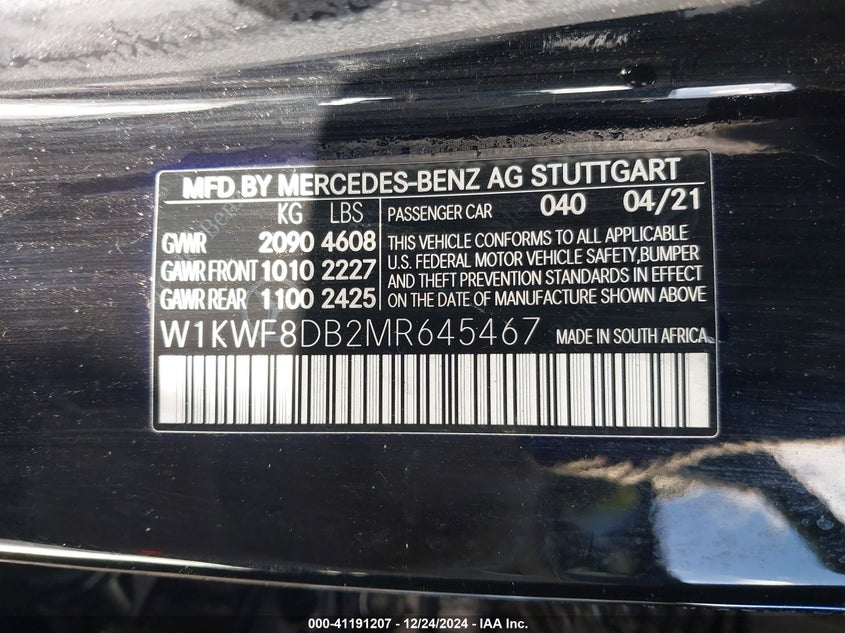 MFD BY MERCEDES-BENZ AG STUTTGART
KG LBS
GVWR 2090 4608
GAWR FRONT 1010 2227
GAWR REAR 1100 2425
PASSENGER CAR 040 04/21
THIS VEHICLE CONFORMS TO ALL APPLICABLE
U.S. FEDERAL MOTOR VEHICLE SAFETY,BUMPER
AND THEFT PREVENTION STANDARDS IN EFFECT
ON THE DATE OF MANUFACTURE SHOWN ABOVE
W1KWF8DB2MR645467 MADE IN SOUTH AFRICA
000-41191207 - 12/24/2024 - IAA Inc.